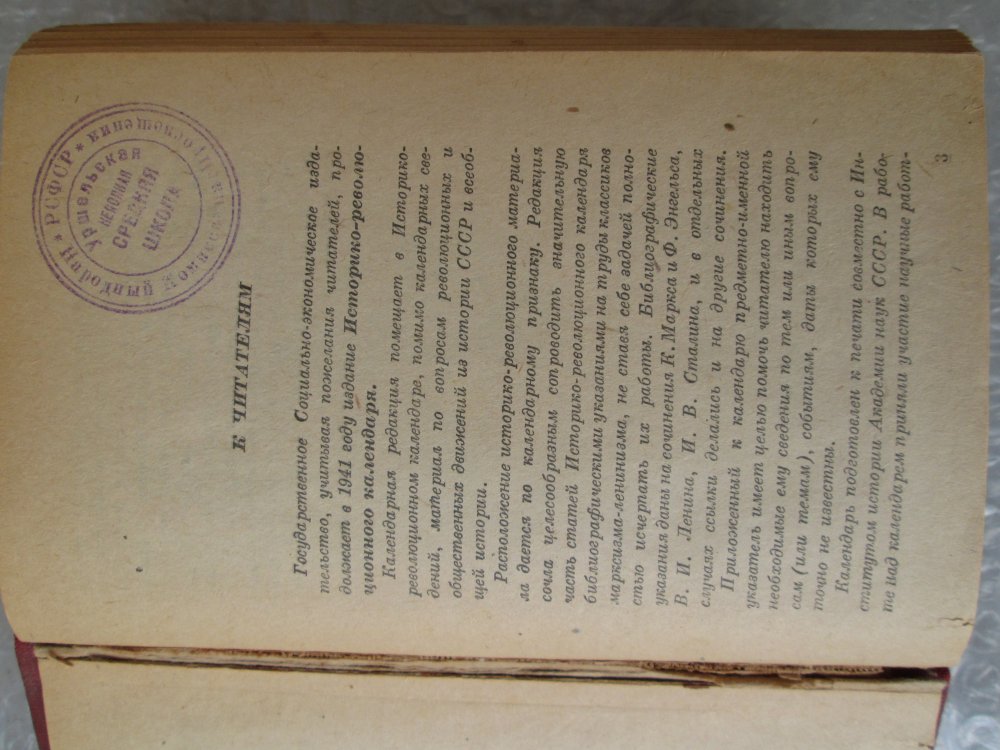 РСФСР
Народный Комиссариат Просвещения
Уршельская
неполная
СРЕДНЯЯ
ШКОЛА
К ЧИТАТЕЛЯМ
Государственное Социально-экономическое изда-
тельство, учитывая пожелания читателей, про-
должает в 1941 году издание Историко-револю-
ционного календаря.
Календарная редакция помещает в Историко-
революционном календаре, помимо календарных све-
дений, материал по вопросам революционных и
общественных движений из истории СССР и всеоб-
щей истории.
Расположение историко-революционного материа-
ла дается по календарному признаку. Редакция
сочла целесообразным сопроводить значительную
часть статей Историко-революционного календаря
библиографическими указаниями на труды классиков
марксизма-ленинизма, не ставя себе задачей полно-
стью исчерпать их работы. Библиографические
указания даны на сочинения К. Маркса и Ф. Энгельса,
В. И. Ленина, И. В. Сталина, и в отдельных
случаях ссылки делались и на другие сочинения.
Приложенный к календарю предметно-именной
указатель имеет целью помочь читателю находить
необходимые ему сведения по тем или иным вопро-
сам (или темам), событиям, даты которых ему
точно не известны.
Календарь подготовлен к печати совместно с Ин-
ститутом истории Академии наук СССР. В рабо-
те над календарем приняли участие научные работ-
3